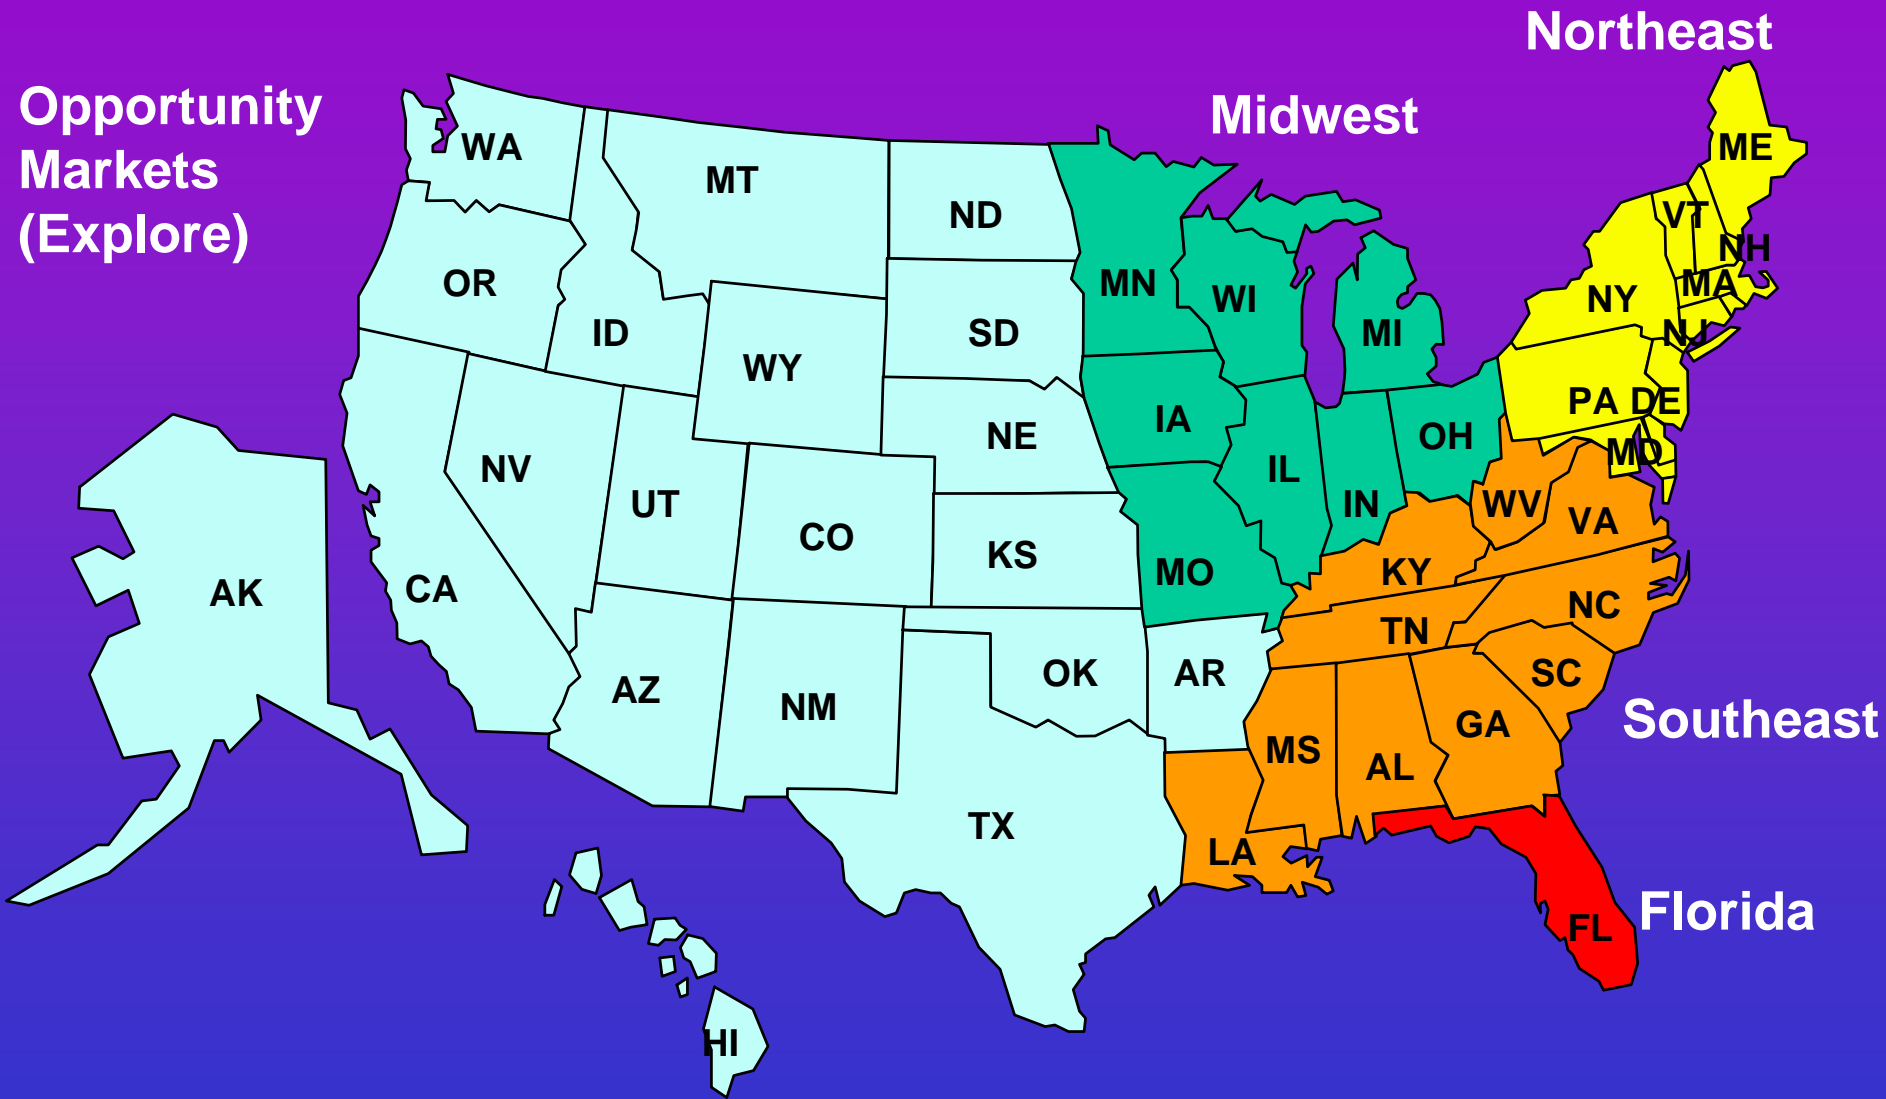 Northeast
Opportunity
Markets
(Explore)
Midwest
WA
MT
ND
ME
VT
NH
OR
ID
WY
SD
MN
WI
MI
NY
MA
NJ
NV
UT
CO
NE
KS
IA
IL
IN
OH
PA
DE
MD
WV
VA
AK
CA
AZ
NM
OK
AR
MO
KY
TN
NC
SC
Southeast
TX
LA
MS
AL
GA
FL
Florida
HI